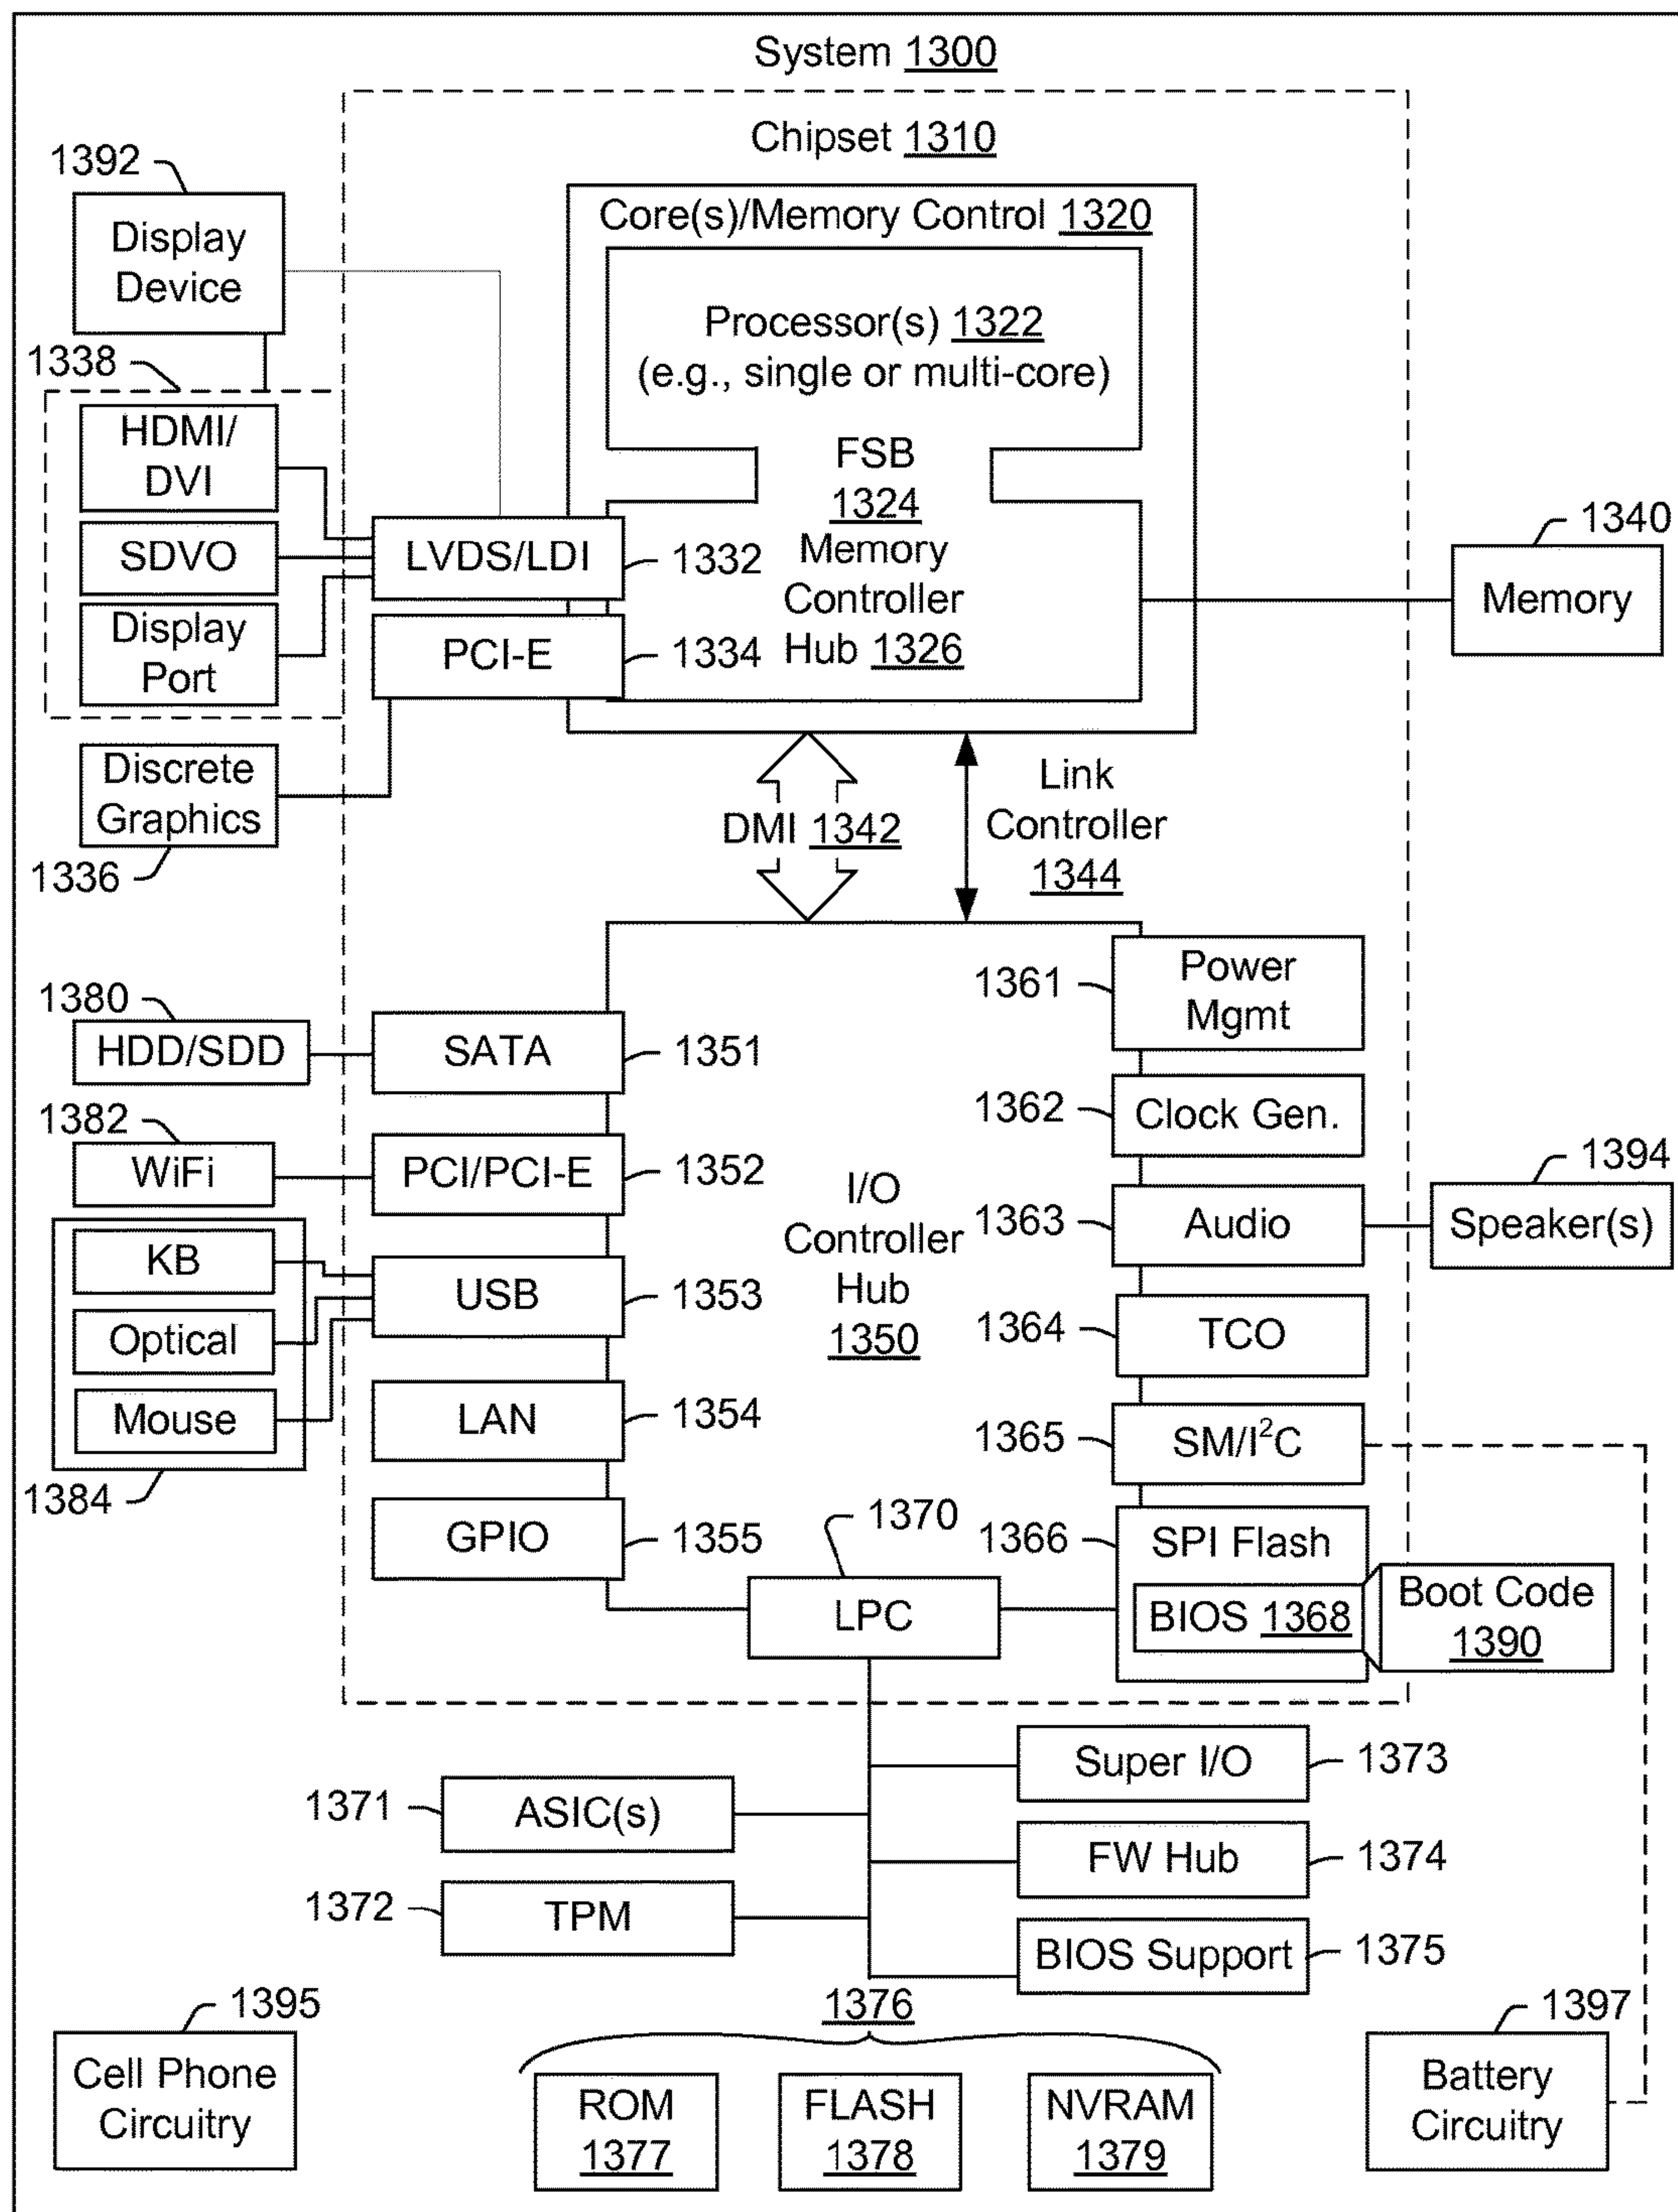 System 1300
Chipset 1310
1392
Display
Device
Core(s)/Memory Control 1320
Processor(s) 1322
(e.g., single or multi-core)
1338
HDMI/
DVI
SDVO
Display
Port
FSB
1324
Memory
Controller
Hub 1326
LVDS/LDI
1332
PCI-E
1334
1340
Memory
Discrete
Graphics
1336
DMI 1342
Link
Controller
1344
1380
HDD/SDD
SATA
1351
1382
WiFi
PCI/PCI-E
1352
KB
Optical
Mouse
1384
USB
1353
LAN
1354
GPIO
1355
I/O
Controller
Hub
1350
1361
Power
Mgmt
1362
Clock Gen.
1363
Audio
1394
Speaker(s)
1364
TCO
1365
SM/I²C
1366
SPI Flash
BIOS 1368
Boot Code
1390
1370
LPC
1371
ASIC(s)
1372
TPM
Super I/O
1373
FW Hub
1374
BIOS Support
1375
1395
Cell Phone
Circuitry
1376
ROM
1377
FLASH
1378
NVRAM
1379
1397
Battery
Circuitry